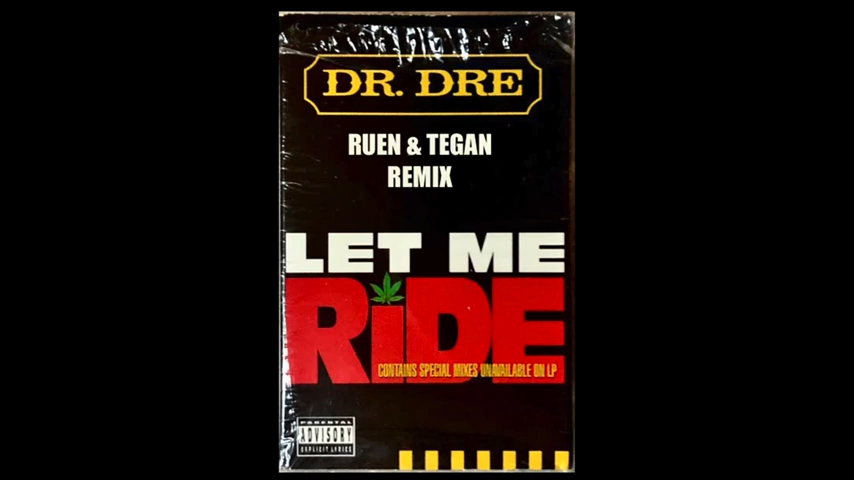 DR. DRE
RUEN & TEGAN
REMIX
LET ME
RiDE
CONTAINS SPECIAL MIXES UNAVAILABLE ON LP
PARENTAL
ADVISORY
EXPLICIT LYRICS